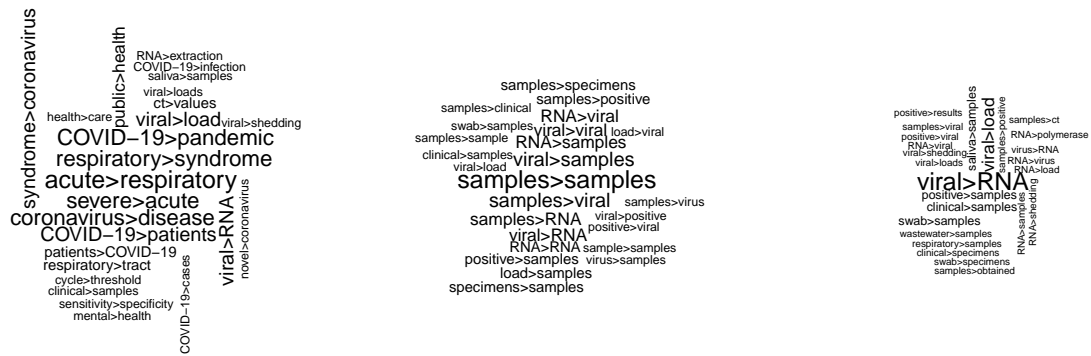 syndrome>coronavirus
public>health
RNA>extraction
COVID−19>infection
saliva>samples
viral>loads
ct>values
health>care
viral>load
viral>shedding
COVID−19>pandemic
respiratory>syndrome
acute>respiratory
severe>acute
coronavirus>disease
COVID−19>patients
viral>RNA
novel>coronavirus
patients>COVID−19
respiratory>tract
cycle>threshold
clinical>samples
sensitivity>specificity
mental>health
COVID−19>cases
samples>specimens
samples>positive
samples>clinical
RNA>viral
swab>samples
viral>viral
load>viral
samples>sample
RNA>samples
clinical>samples
viral>samples
viral>load
samples>samples
samples>viral
samples>virus
samples>RNA
viral>positive
positive>viral
viral>RNA
RNA>RNA
sample>samples
positive>samples
virus>samples
load>samples
specimens>samples
positive>results
saliva>samples
viral>load
samples>positive
samples>ct
samples>viral
positive>viral
RNA>polymerase
RNA>viral
viral>shedding
virus>RNA
viral>loads
RNA>virus
RNA>load
viral>RNA
positive>samples
clinical>samples
RNA>samples
RNA>shedding
swab>samples
wastewater>samples
respiratory>samples
clinical>specimens
swab>specimens
samples>obtained